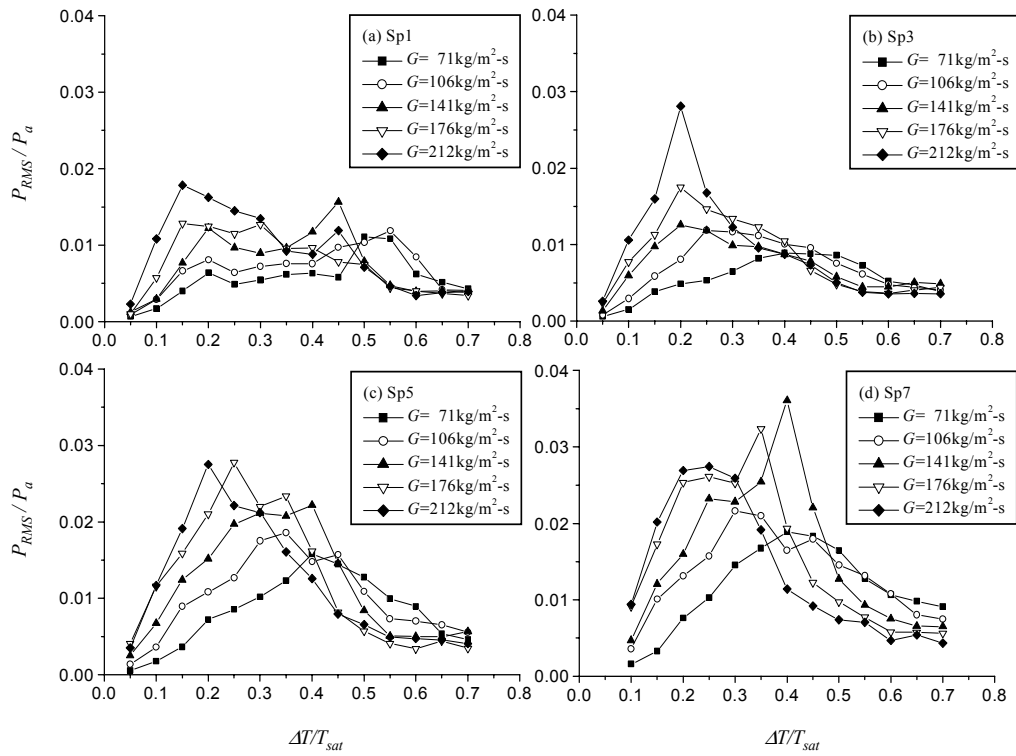 0.04
0.03
0.02
0.01
0.00
P_RMS / P_a
(a) Sp1
G= 71kg/m²-s
G=106kg/m²-s
G=141kg/m²-s
G=176kg/m²-s
G=212kg/m²-s
0.0 0.1 0.2 0.3 0.4 0.5 0.6 0.7 0.8
0.04
0.03
0.02
0.01
0.00
(b) Sp3
G= 71kg/m²-s
G=106kg/m²-s
G=141kg/m²-s
G=176kg/m²-s
G=212kg/m²-s
0.0 0.1 0.2 0.3 0.4 0.5 0.6 0.7 0.8
0.04
0.03
0.02
0.01
0.00
P_RMS / P_a
(c) Sp5
G= 71kg/m²-s
G=106kg/m²-s
G=141kg/m²-s
G=176kg/m²-s
G=212kg/m²-s
0.0 0.1 0.2 0.3 0.4 0.5 0.6 0.7 0.8
ΔT/T_sat
0.04
0.03
0.02
0.01
0.00
(d) Sp7
G= 71kg/m²-s
G=106kg/m²-s
G=141kg/m²-s
G=176kg/m²-s
G=212kg/m²-s
0.0 0.1 0.2 0.3 0.4 0.5 0.6 0.7 0.8
ΔT/T_sat